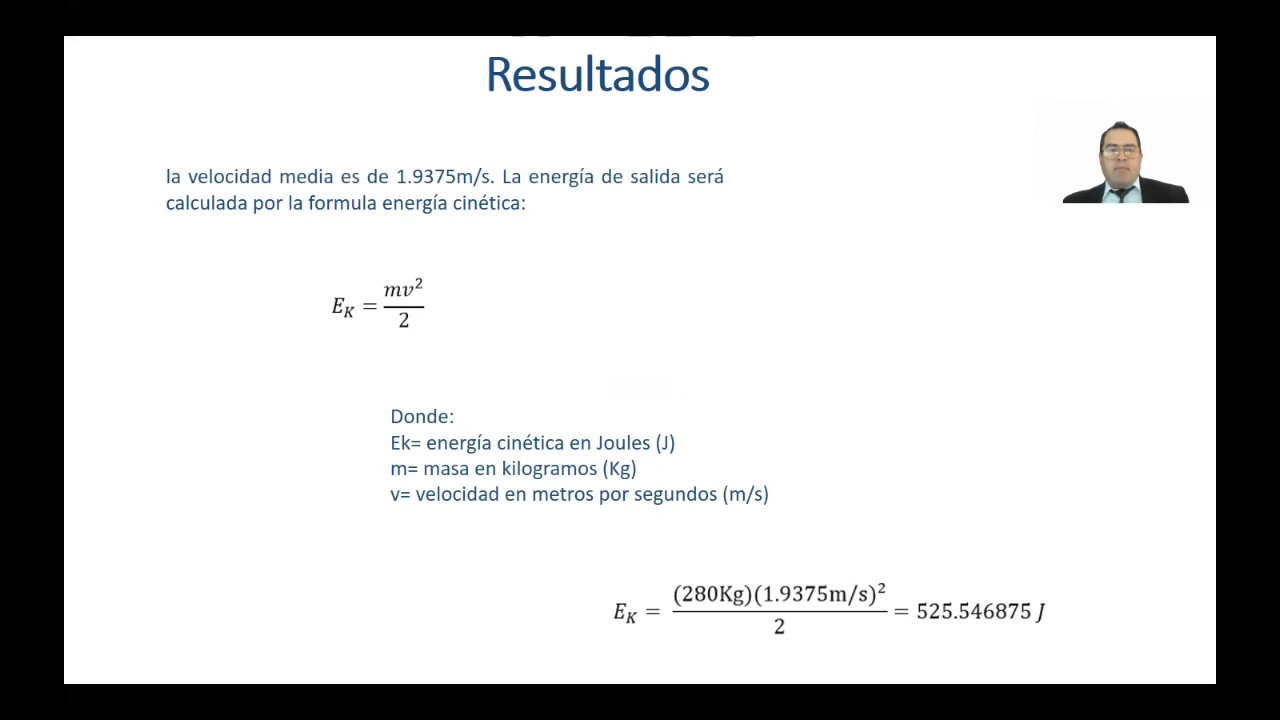 Resultados
la velocidad media es de 1.9375m/s. La energía de salida será
calculada por la formula energía cinética:
E_K = mv²/2
Donde:
Ek= energía cinética en Joules (J)
m= masa en kilogramos (Kg)
v= velocidad en metros por segundos (m/s)
E_K = (280Kg)(1.9375m/s)²/2 = 525.546875 J